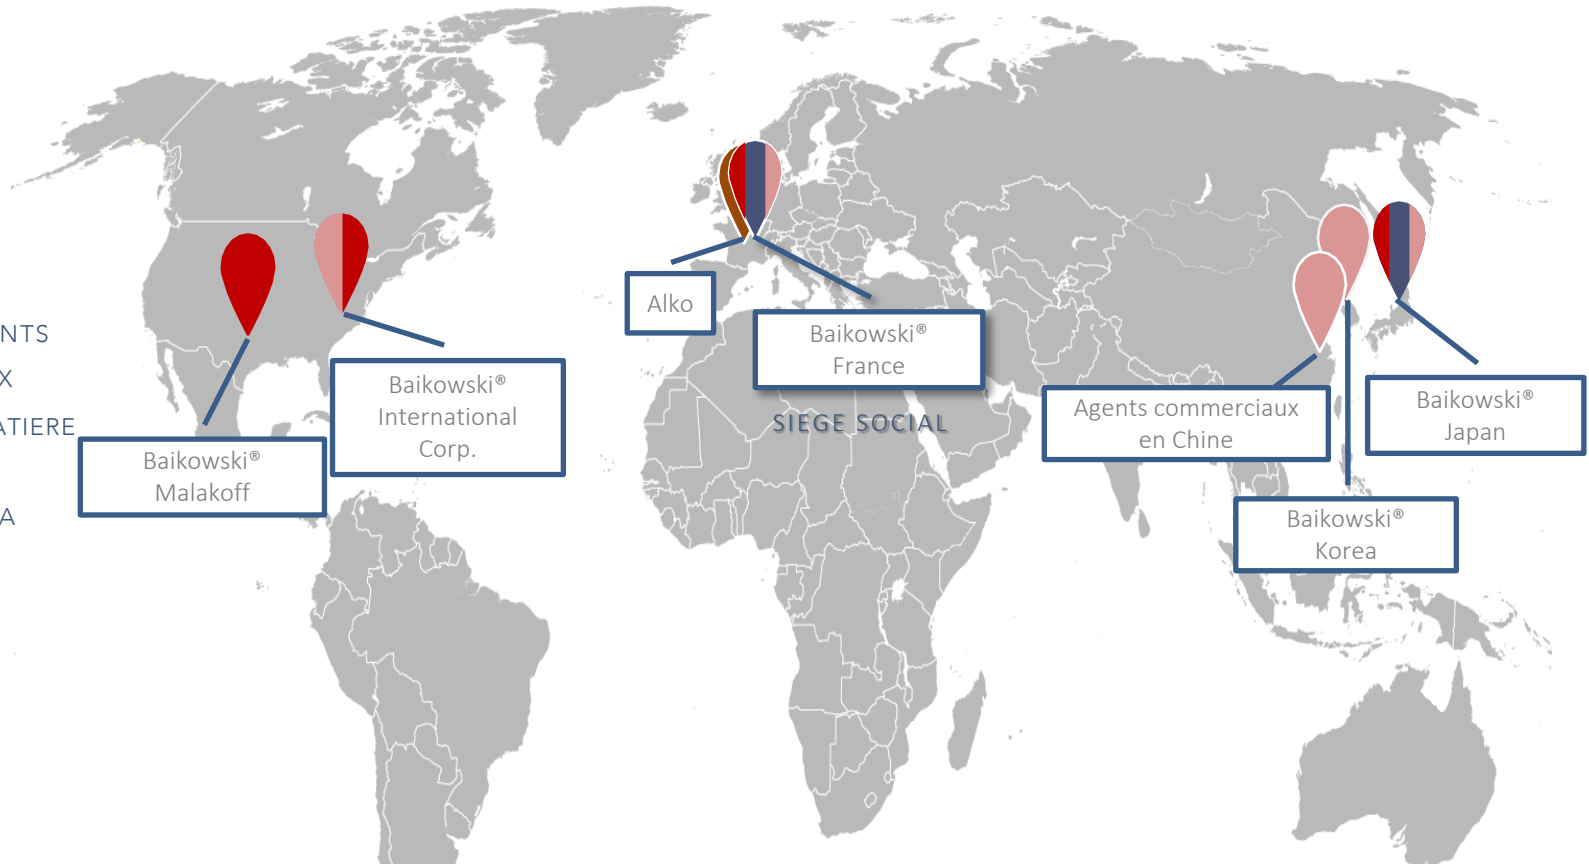 NTS
X
ATIERE
A
Baikowski®
Malakoff
Baikowski®
International
Corp.
Alko
Baikowski®
France
SIEGE SOCIAL
Agents commerciaux
en Chine
Baikowski®
Korea
Baikowski®
Japan